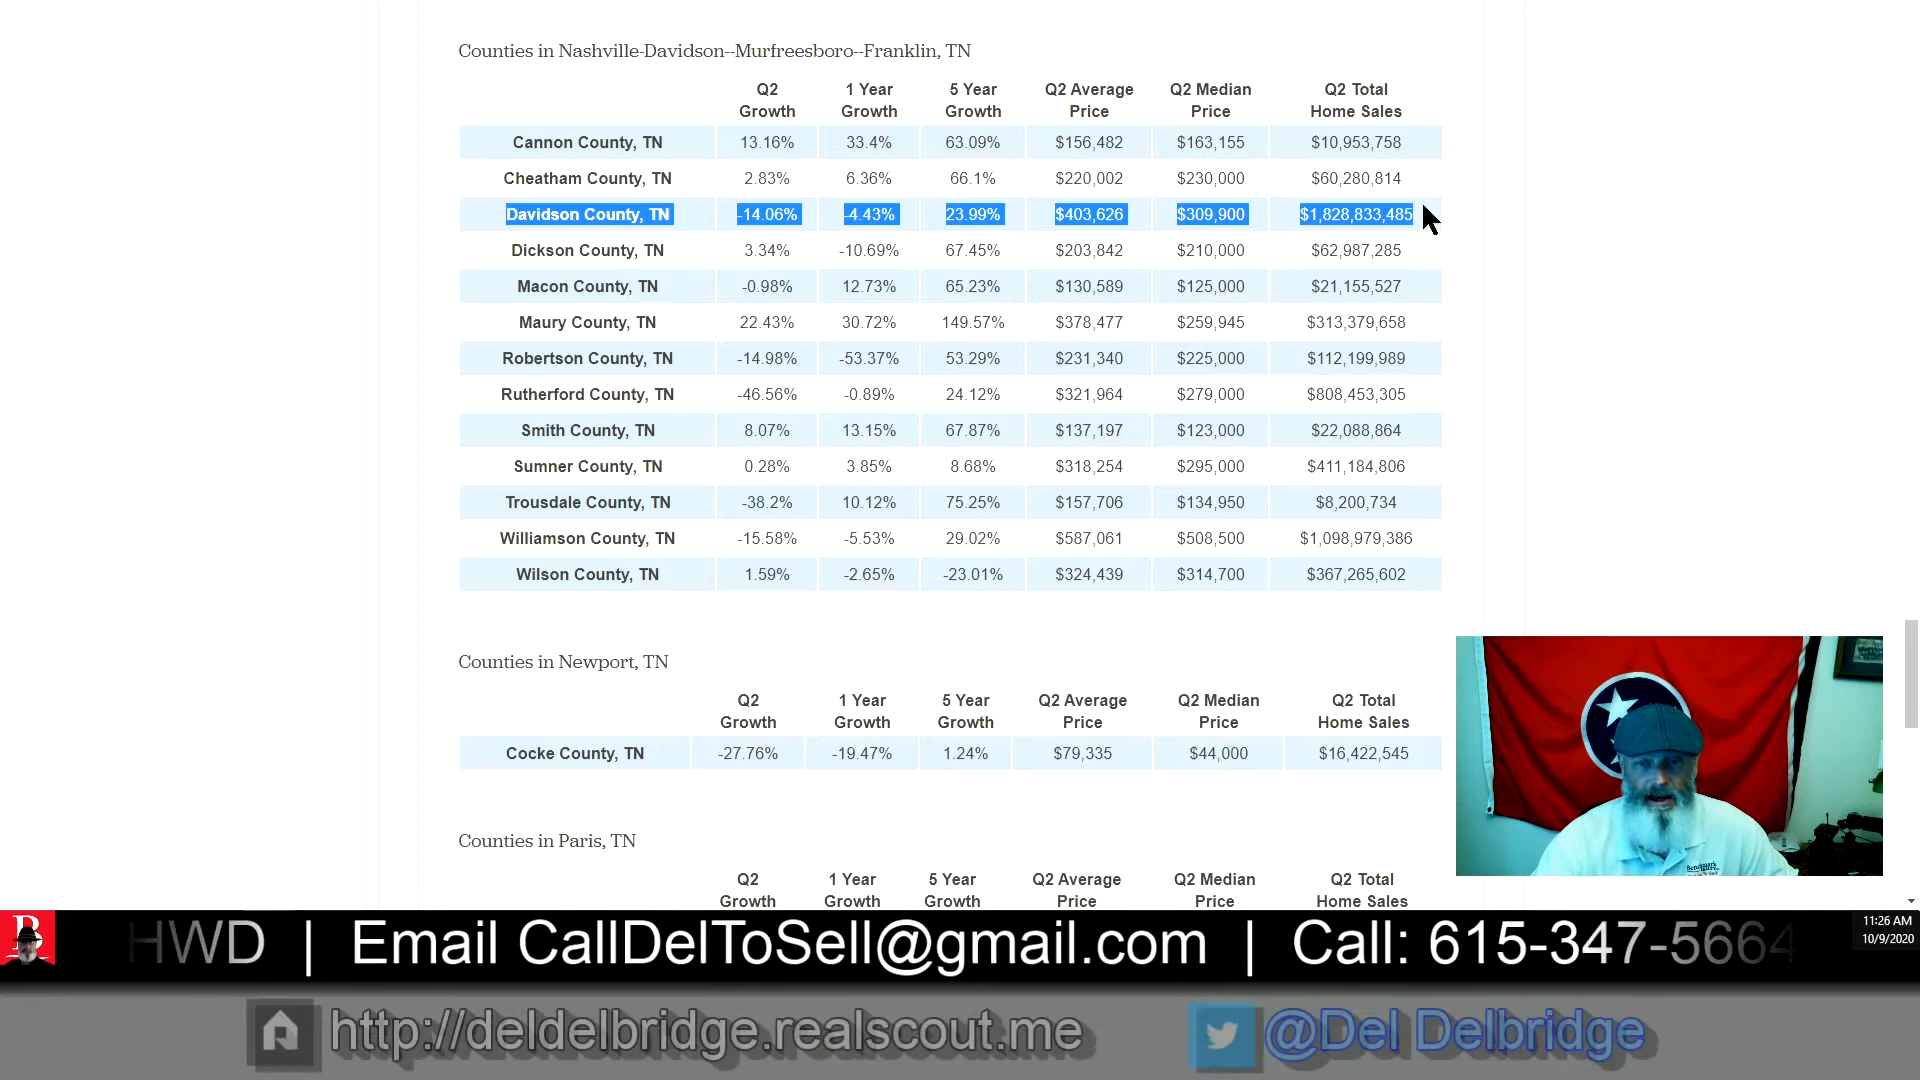 Counties in Nashville-Davidson--Murfreesboro--Franklin, TN
Q2 Growth 1 Year Growth 5 Year Growth Q2 Average Price Q2 Median Price Q2 Total Home Sales
Cannon County, TN 13.16% 33.4% 63.09% $156,482 $163,155 $10,953,758
Cheatham County, TN 2.83% 6.36% 66.1% $220,002 $230,000 $60,280,814
Davidson County, TN -14.06% -4.43% 23.99% $403,626 $309,900 $1,828,833,485
Dickson County, TN 3.34% -10.69% 67.45% $203,842 $210,000 $62,987,285
Macon County, TN -0.98% 12.73% 65.23% $130,589 $125,000 $21,155,527
Maury County, TN 22.43% 30.72% 149.57% $378,477 $259,945 $313,379,658
Robertson County, TN -14.98% -53.37% 53.29% $231,340 $225,000 $112,199,989
Rutherford County, TN -46.56% -0.89% 24.12% $321,964 $279,000 $808,453,305
Smith County, TN 8.07% 13.15% 67.87% $137,197 $123,000 $22,088,864
Sumner County, TN 0.28% 3.85% 8.68% $318,254 $295,000 $411,184,806
Trousdale County, TN -38.2% 10.12% 75.25% $157,706 $134,950 $8,200,734
Williamson County, TN -15.58% -5.53% 29.02% $587,061 $508,500 $1,098,979,386
Wilson County, TN 1.59% -2.65% -23.01% $324,439 $314,700 $367,265,602
Counties in Newport, TN
Q2 Growth 1 Year Growth 5 Year Growth Q2 Average Price Q2 Median Price Q2 Total Home Sales
Cocke County, TN -27.76% -19.47% 1.24% $79,335 $44,000 $16,422,545
Counties in Paris, TN
Q2 Growth 1 Year Growth 5 Year Growth Q2 Average Price Q2 Median Price Q2 Total Home Sales
B HWD | Email CallDelToSell@gmail.com | Call: 615-347-5664
11:26 AM
10/9/2020
http://deldelbridge.realscout.me @Del Delbridge